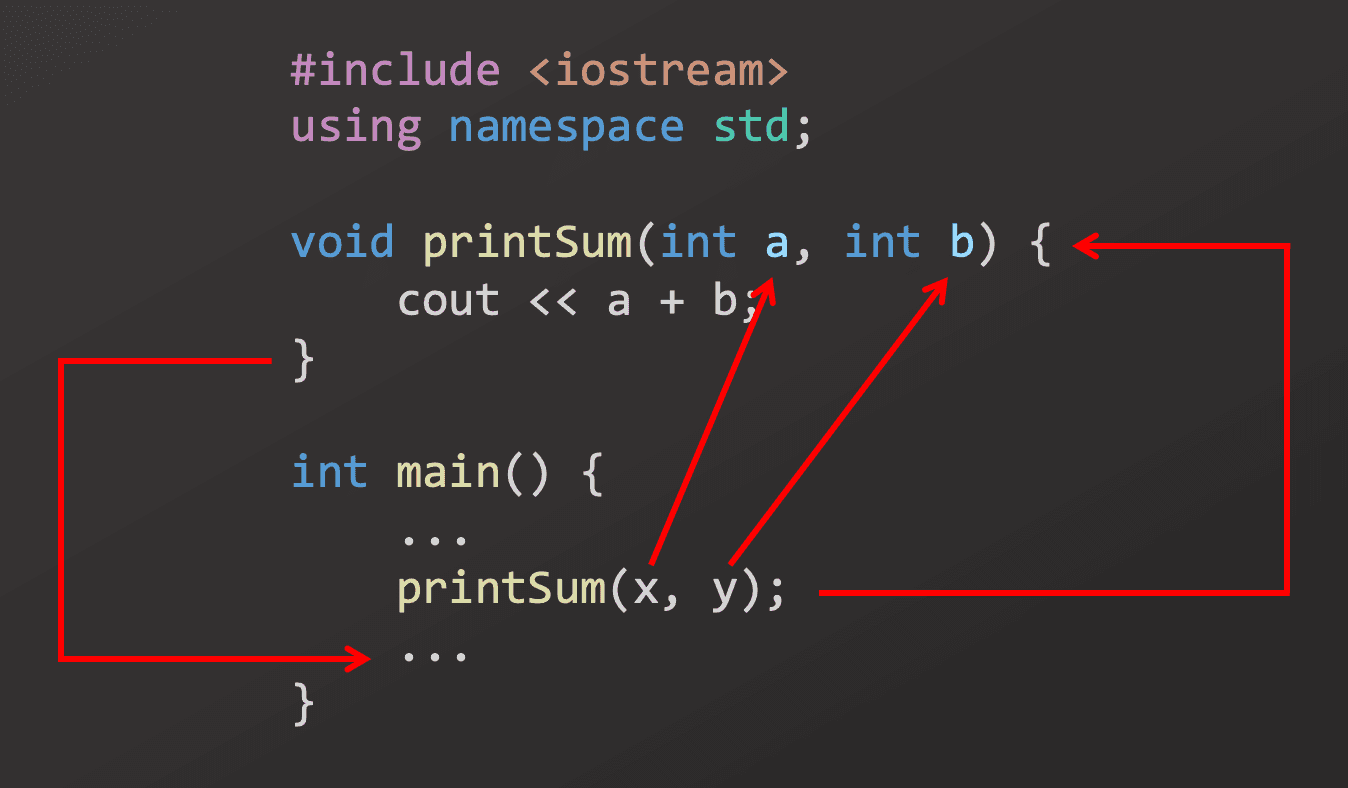 #include <iostream>
using namespace std;
void printSum(int a, int b) {
cout << a + b;
}
int main() {
...
printSum(x, y);
...
}